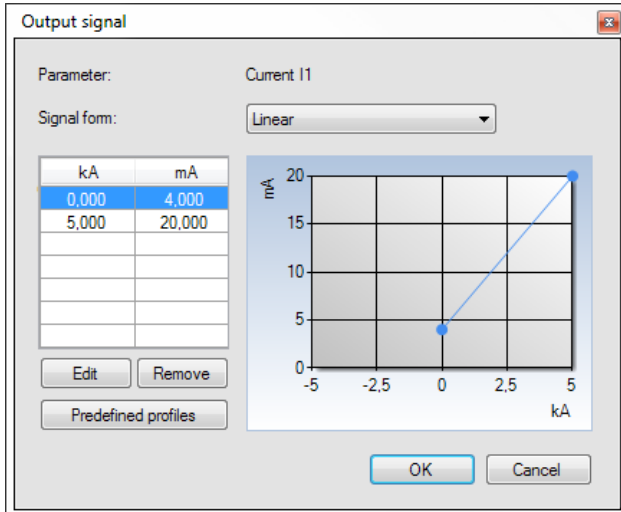 Output signal
Parameter: Current I1
Signal form: Linear
kA mA
0,000 4,000
5,000 20,000
Edit Remove
Predefined profiles
mA
20
15
10
5
0
-5 -2,5 0 2,5 5
kA
OK Cancel